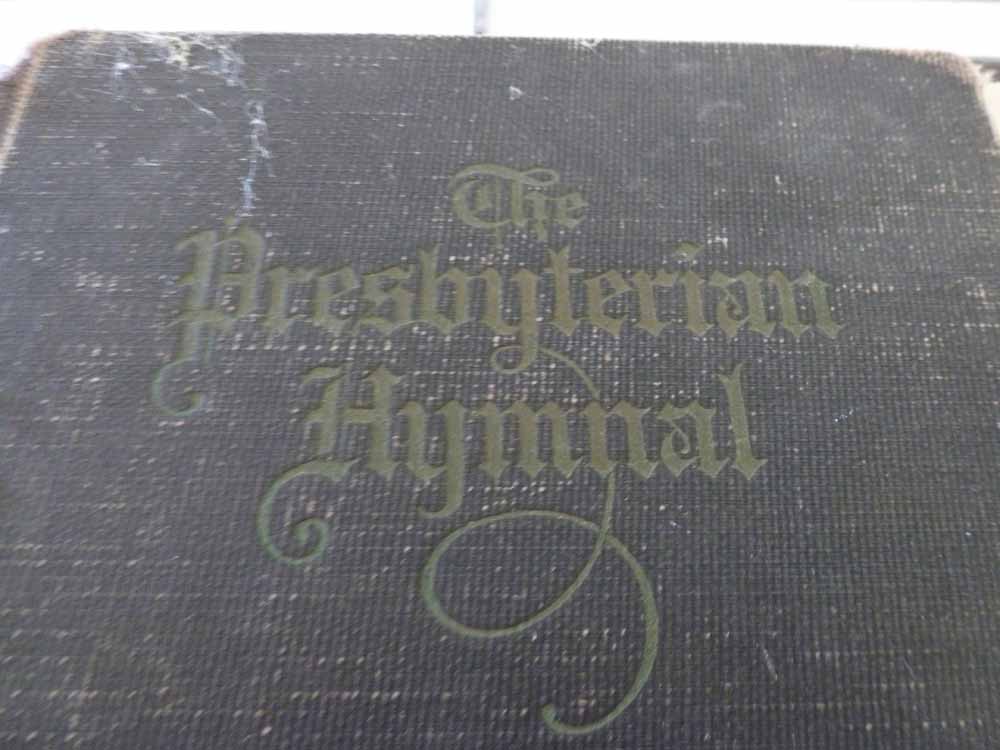 The
Presbyterian
Hymnal